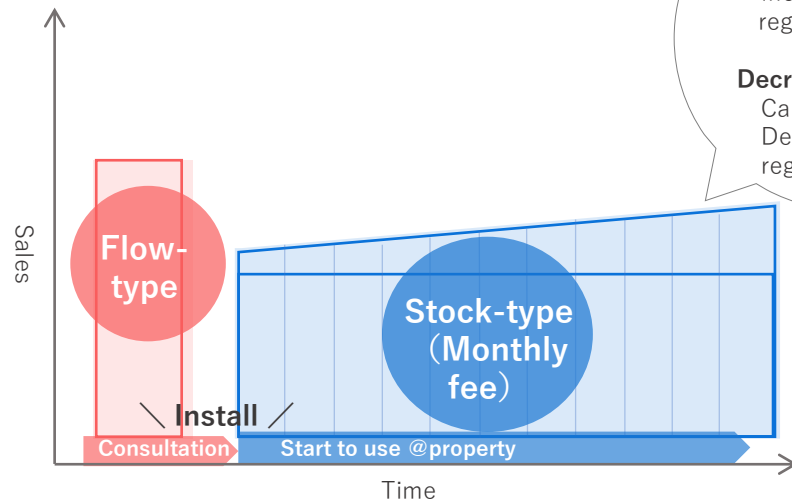 reg
Decr
Ca
De
reg
Sales
Flow-
type
Stock-type
（Monthly
fee）
Install
Consultation
Start to use @property
Time